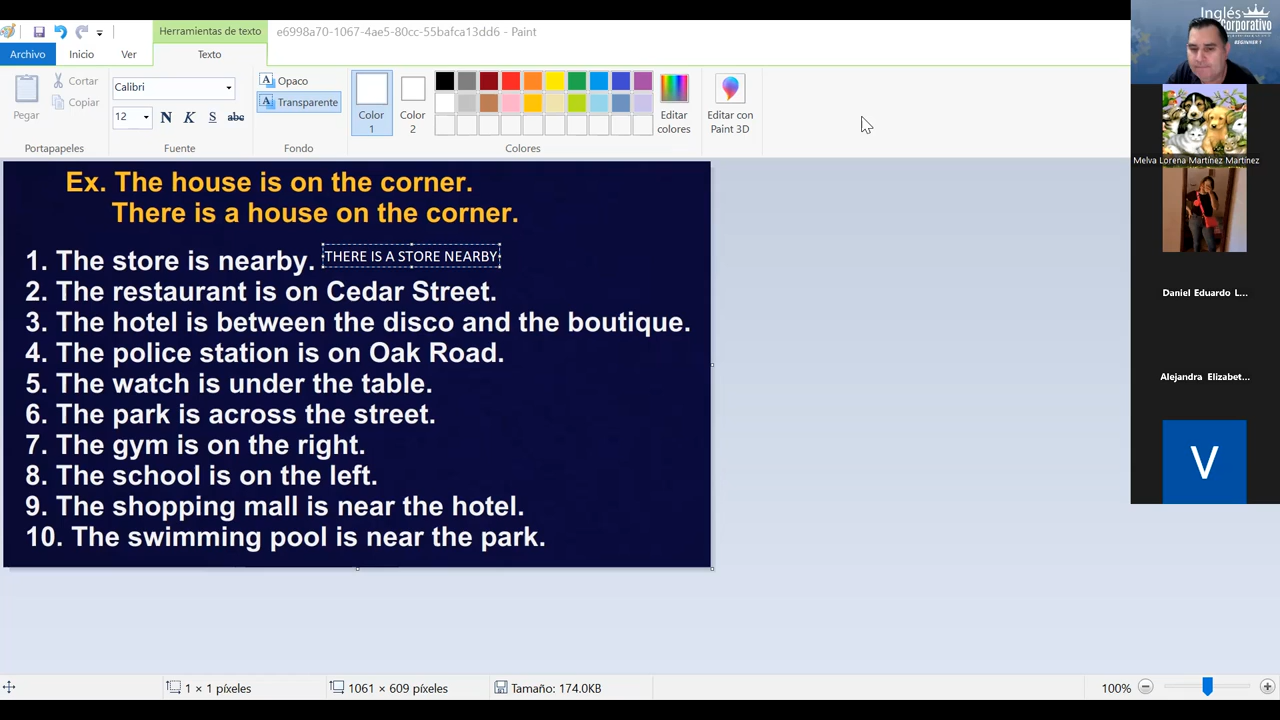 Herramientas de texto
e6998a70-1067-4ae5-80cc-55bafca13dd6 - Paint
Archivo
Inicio
Ver
Texto
Pegar
Cortar
Copiar
Portapapeles
Calibri
12
N K S abc
Fuente
Opaco
Transparente
Fondo
Color 1
Color 2
Editar colores
Editar con Paint 3D
Colores
Inglés
Corporativo
BEGINNER 1
Melva Lorena Martínez Martínez
Daniel Eduardo L...
Alejandra Elizabet...
V
Ex. The house is on the corner.
There is a house on the corner.
1. The store is nearby. THERE IS A STORE NEARBY
2. The restaurant is on Cedar Street.
3. The hotel is between the disco and the boutique.
4. The police station is on Oak Road.
5. The watch is under the table.
6. The park is across the street.
7. The gym is on the right.
8. The school is on the left.
9. The shopping mall is near the hotel.
10. The swimming pool is near the park.
1 × 1 píxeles
1061 × 609 píxeles
Tamaño: 174.0KB
100%